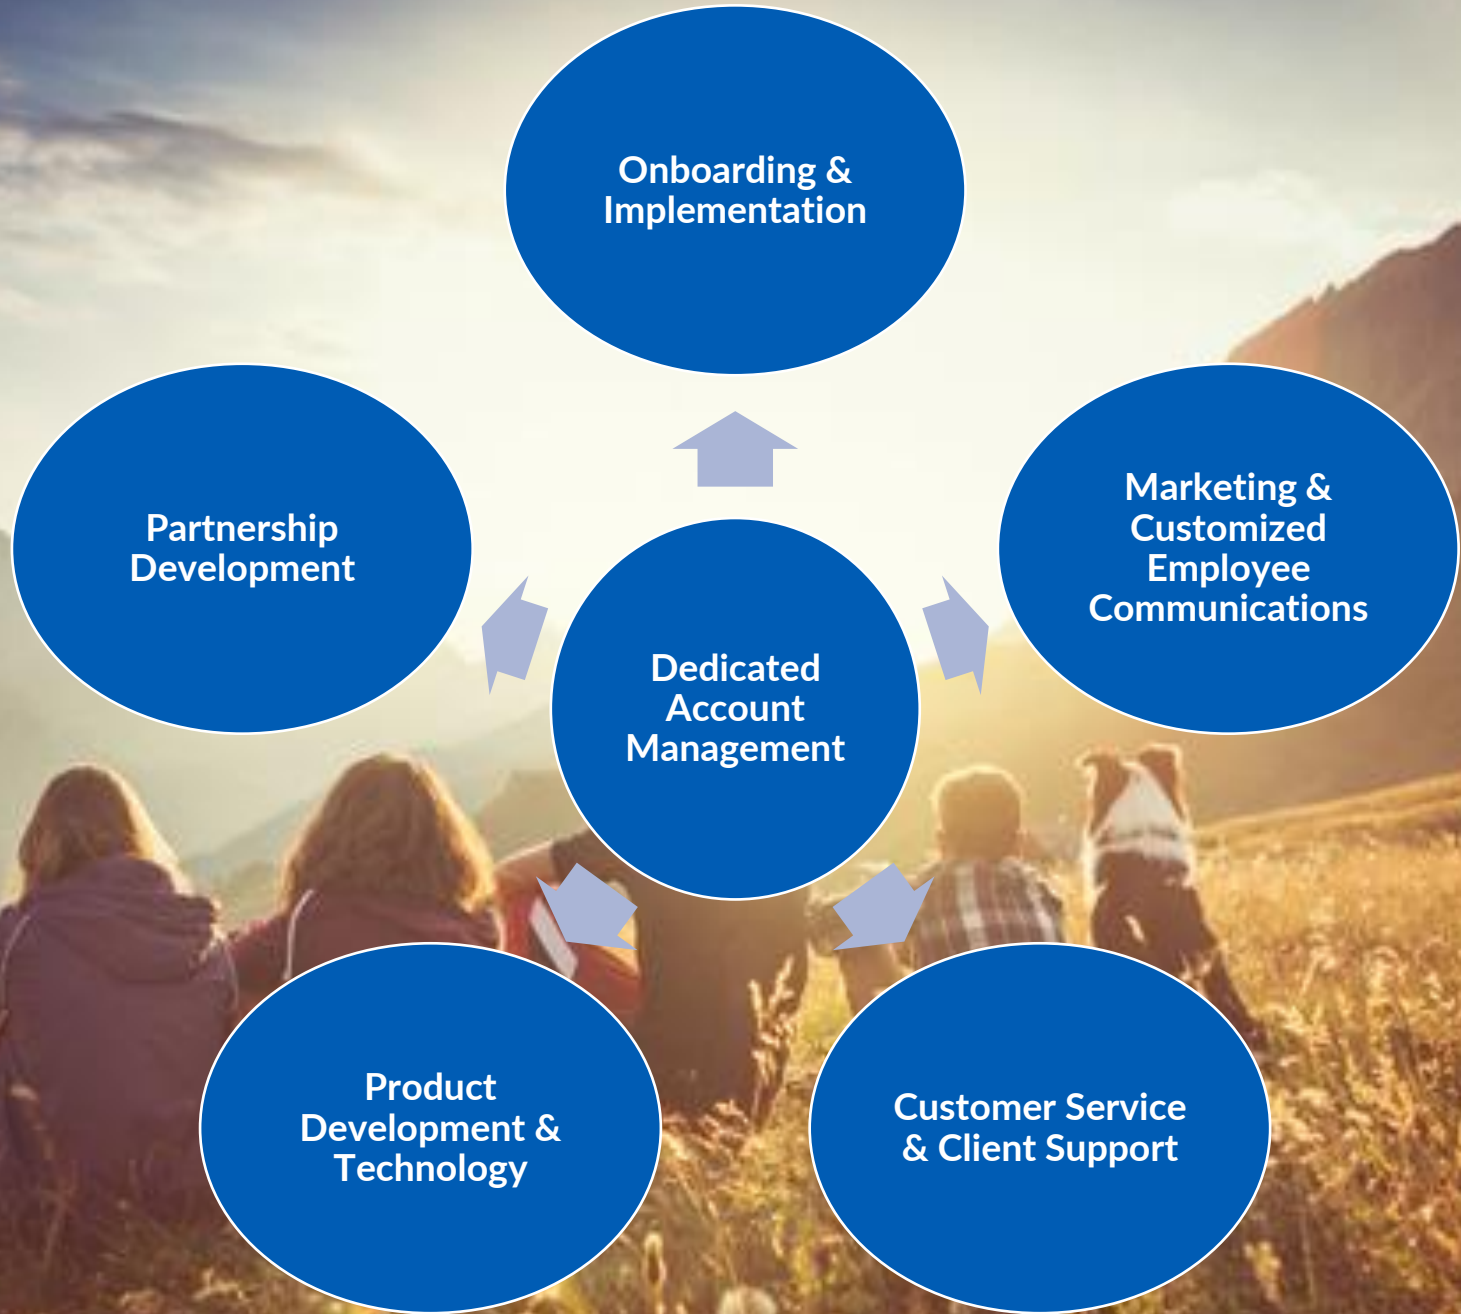 Onboarding &
Implementation
Marketing &
Customized
Employee
Communications
Partnership
Development
Dedicated
Account
Management
Product
Development &
Technology
Customer Service
& Client Support